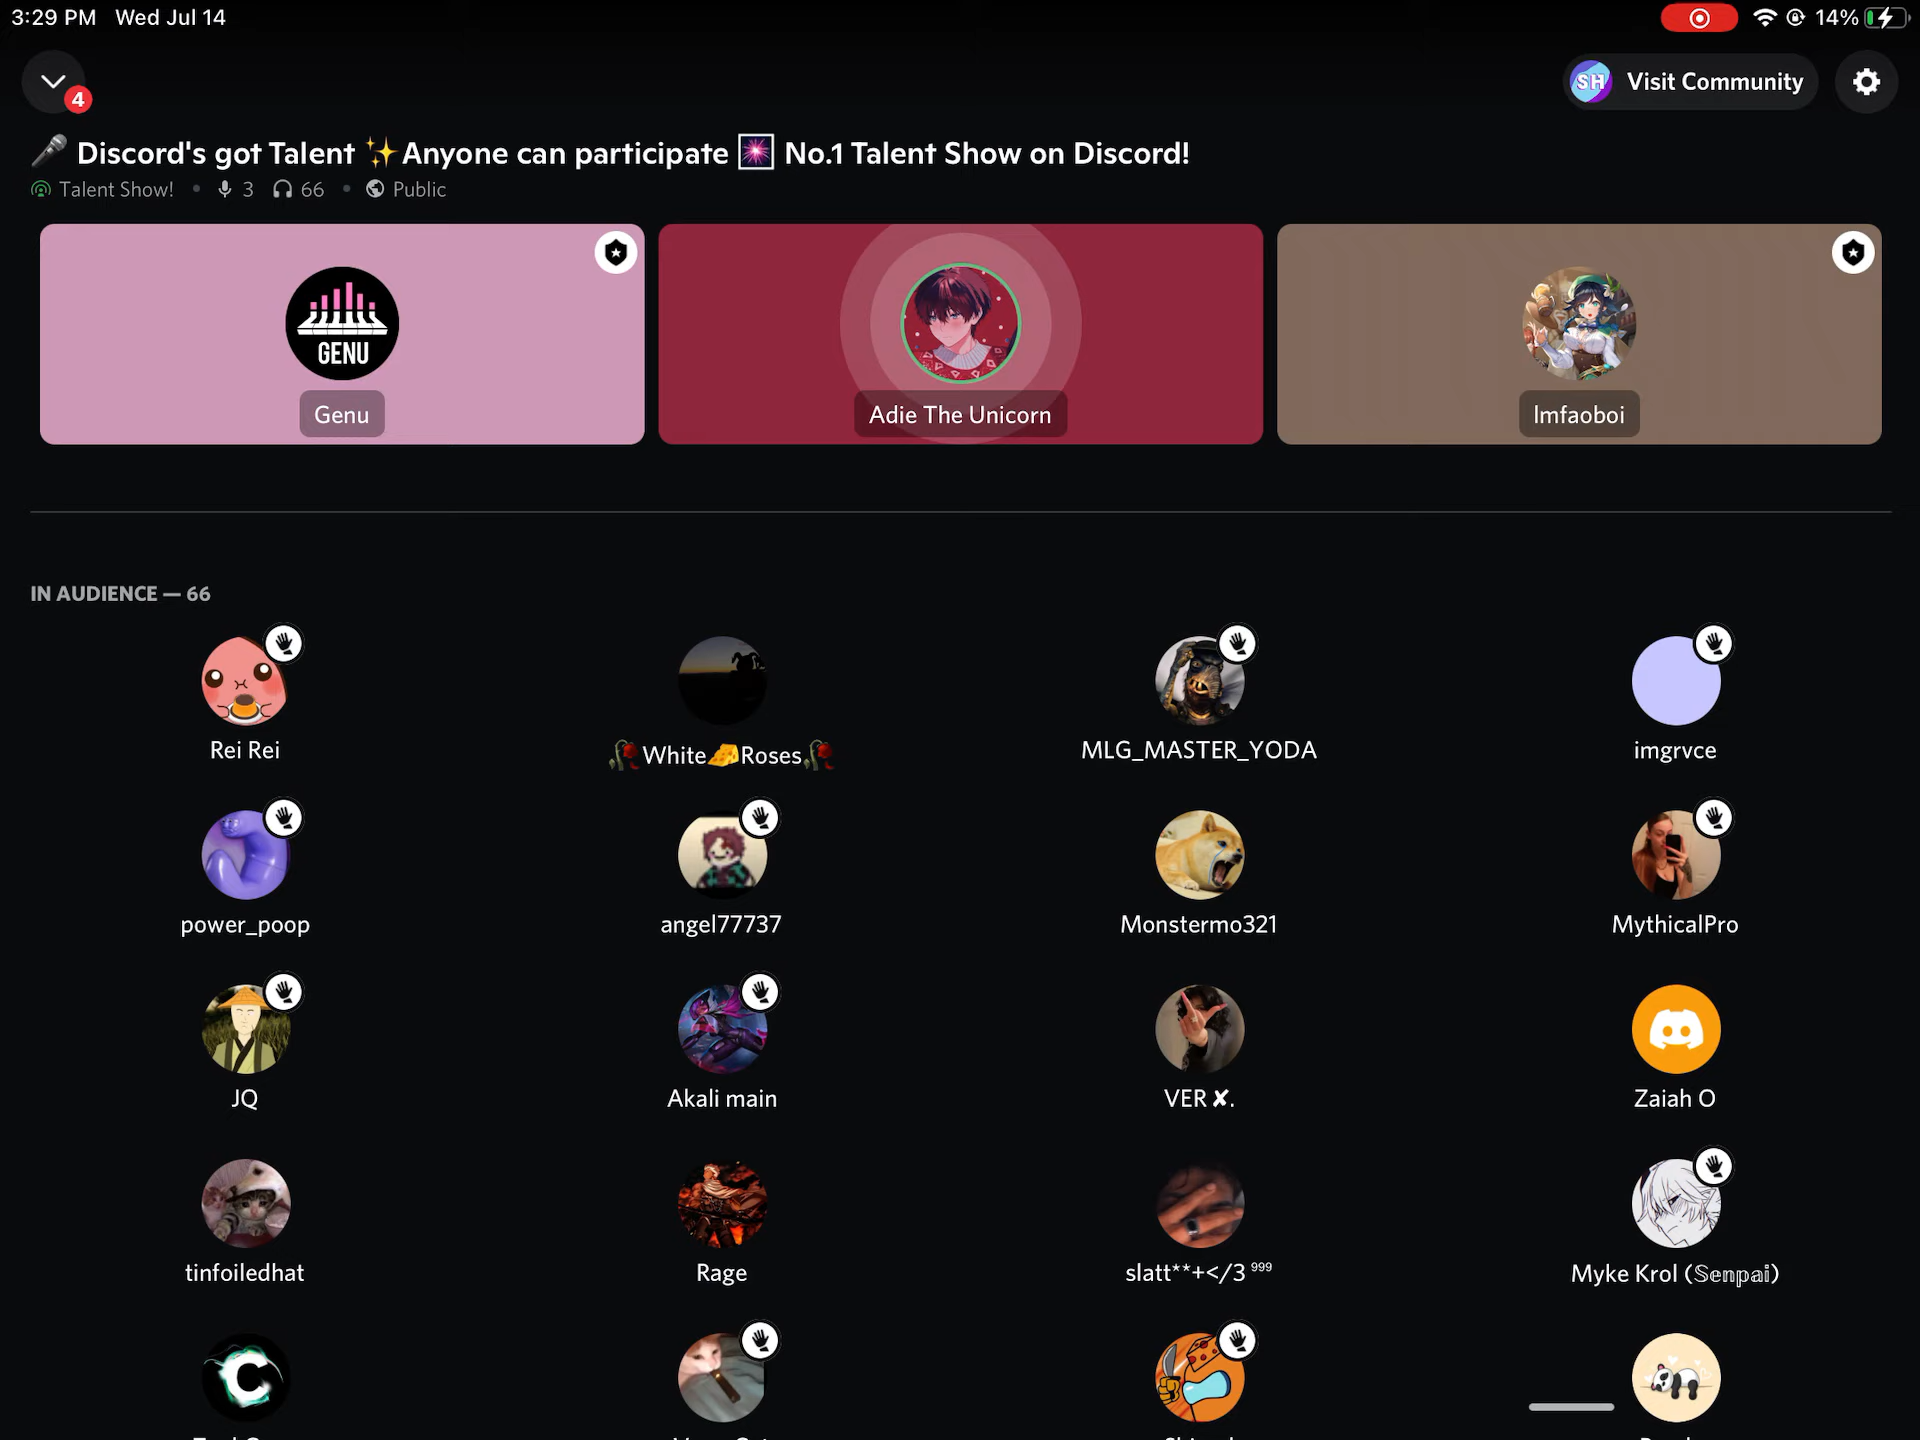 3:29 PM Wed Jul 14
14%
4
SH Visit Community
🎤 Discord's got Talent ✨Anyone can participate 🎆 No.1 Talent Show on Discord!
Talent Show! • 3 66 • Public
GENU
Genu
Adie The Unicorn
lmfaoboi
IN AUDIENCE — 66
Rei Rei
🥀White🧀Roses🥀
MLG_MASTER_YODA
imgrvce
power_poop
angel77737
Monstermo321
MythicalPro
JQ
Akali main
VER ✘.
Zaiah O
tinfoiledhat
Rage
slatt**+</3 ⁹⁹⁹
Myke Krol (𝕊𝕖𝕟𝕡𝕒𝕚)
C